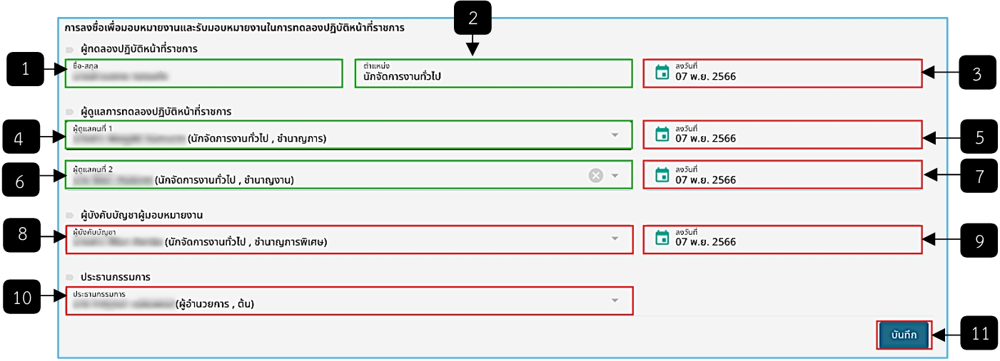 2
การลงชื่อเพื่อมอบหมายงานและรับมอบหมายงานในการทดลองปฏิบัติหน้าที่ราชการ
ผู้ทดลองปฏิบัติหน้าที่ราชการ
1
ชื่อ-สกุล
ตำแหน่ง
นักจัดการงานทั่วไป
ลงวันที่
07 พ.ย. 2566
3
ผู้ดูแลการทดลองปฏิบัติหน้าที่ราชการ
4
ผู้ดูแลคนที่ 1
(นักจัดการงานทั่วไป , ชำนาญการ)
ลงวันที่
07 พ.ย. 2566
5
6
ผู้ดูแลคนที่ 2
(นักจัดการงานทั่วไป , ชำนาญงาน)
ลงวันที่
07 พ.ย. 2566
7
ผู้บังคับบัญชาผู้มอบหมายงาน
8
ผู้บังคับบัญชา
(นักจัดการงานทั่วไป , ชำนาญการพิเศษ)
ลงวันที่
07 พ.ย. 2566
9
ประธานกรรมการ
10
ประธานกรรมการ
(ผู้อำนวยการ , ต้น)
บันทึก
11